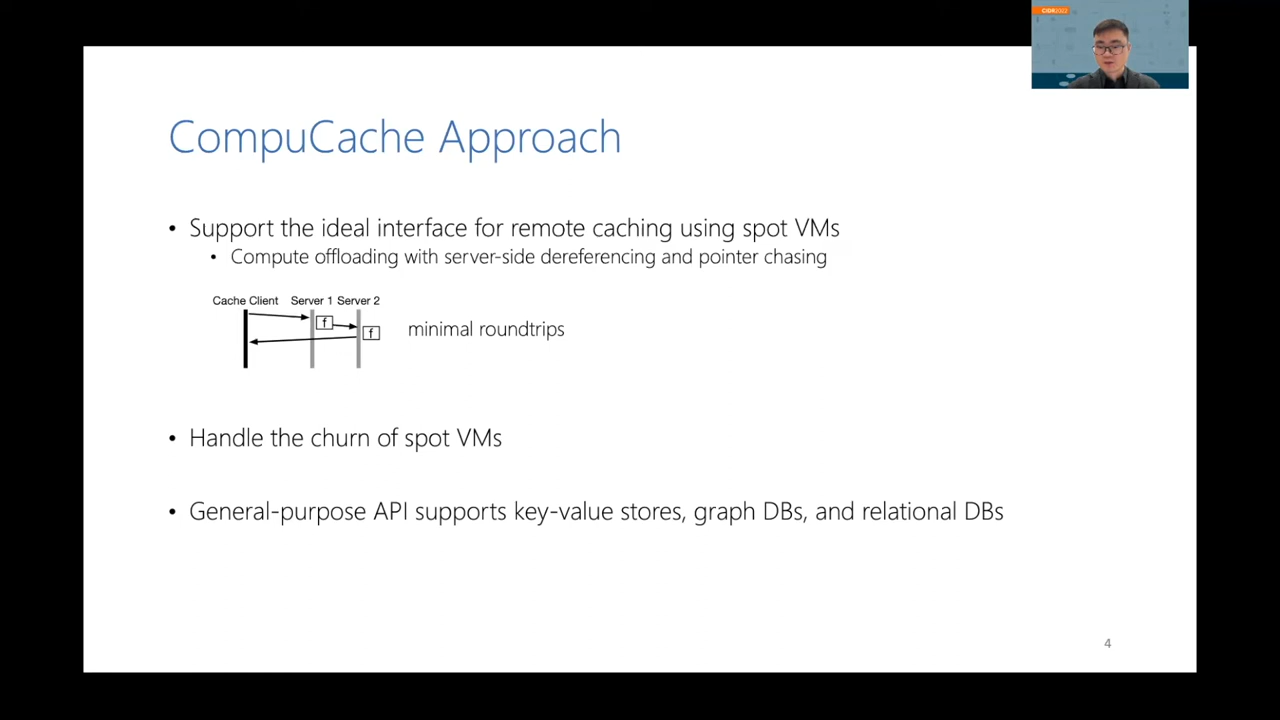 CIDR2022
CompuCache Approach
• Support the ideal interface for remote caching using spot VMs
• Compute offloading with server-side dereferencing and pointer chasing
Cache Client Server 1 Server 2
f
f
minimal roundtrips
• Handle the churn of spot VMs
• General-purpose API supports key-value stores, graph DBs, and relational DBs
4